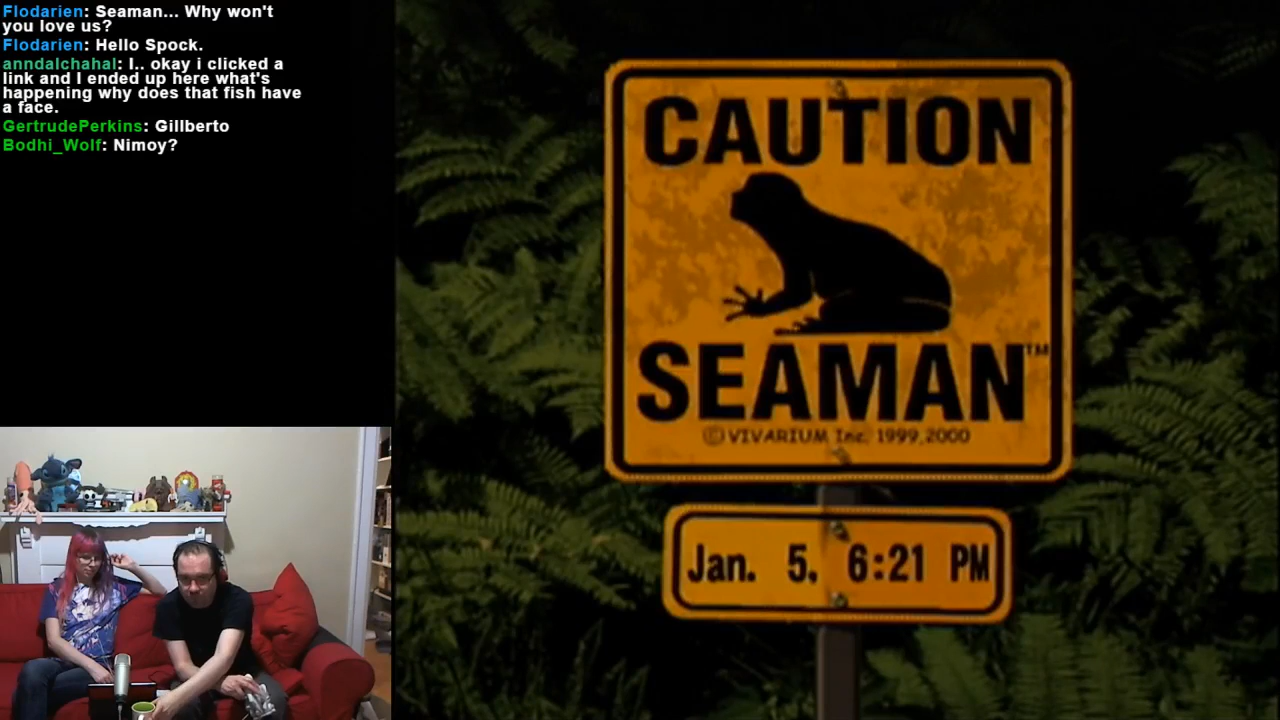 Flodarien: Seaman... Why won't
you love us?
Flodarien: Hello Spock.
anndalchahal: I.. okay i clicked a
link and I ended up here what's
happening why does that fish have
a face.
GertrudePerkins: Gillberto
Bodhi_Wolf: Nimoy?
CAUTION
SEAMAN™
©VIVARIUM Inc. 1999,2000
Jan. 5, 6:21 PM